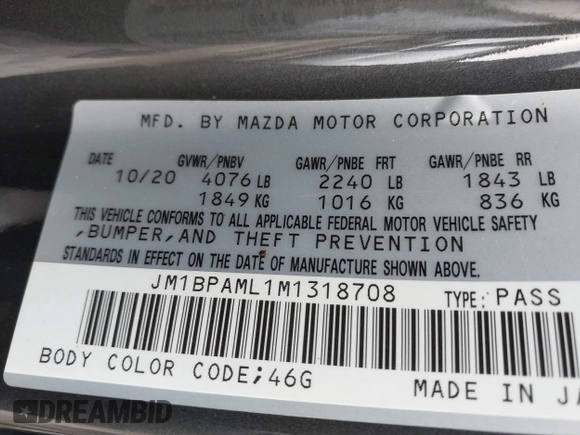 MFD. BY MAZDA MOTOR CORPORATION
DATE GVWR/PNBV GAWR/PNBE FRT GAWR/PNBE RR
10/20 4076 LB 2240 LB 1843 LB
1849 KG 1016 KG 836 KG
THIS VEHICLE CONFORMS TO ALL APPLICABLE FEDERAL MOTOR VEHICLE SAFETY
,BUMPER,AND THEFT PREVENTION
STANDARDS IN EFFECT ON THE DATE OF MANUFACTURE SHOWN ABOVE.
JM1BPAML1M1318708 TYPE: PASS
BODY COLOR CODE;46G MADE IN JA
DREAMBID